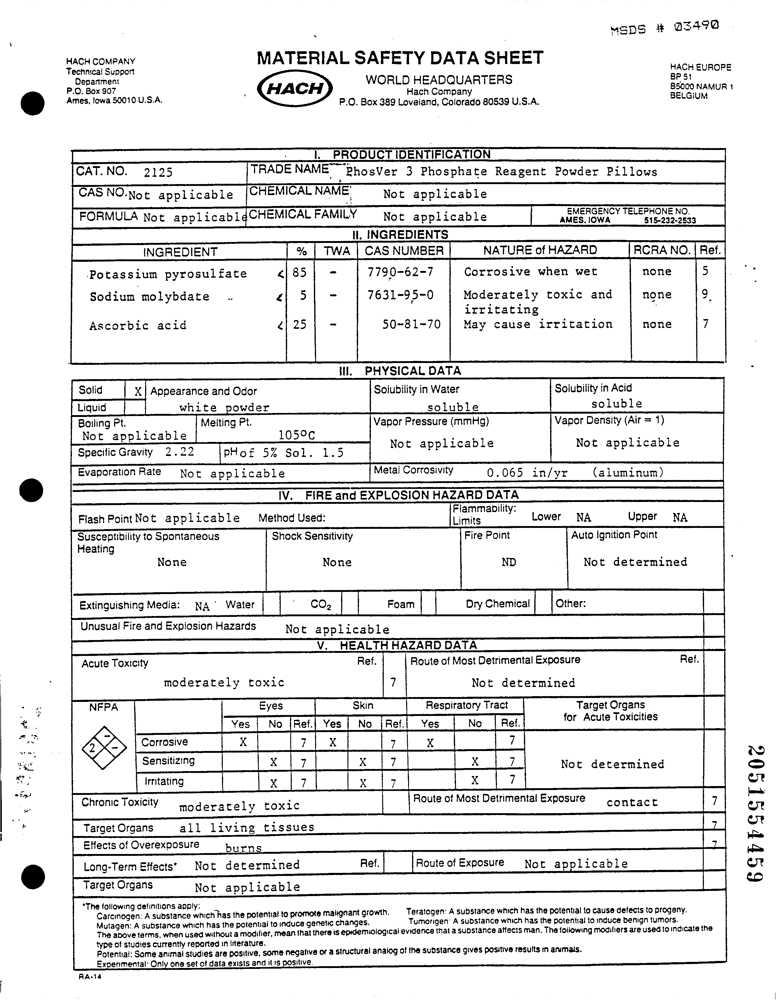 MSDS # 03490
HACH COMPANY
Technical Support
Department
P.O. Box 907
Ames, Iowa 50010 U.S.A.
MATERIAL SAFETY DATA SHEET
HACH
WORLD HEADQUARTERS
Hach Company
P.O. Box 389 Loveland, Colorado 80539 U.S.A.
HACH EUROPE
BP 51
B5000 NAMUR 1
BELGIUM
I. PRODUCT IDENTIFICATION
CAT. NO. 2125 TRADE NAME PhosVer 3 Phosphate Reagent Powder Pillows
CAS NO. Not applicable CHEMICAL NAME Not applicable
FORMULA Not applicable CHEMICAL FAMILY Not applicable EMERGENCY TELEPHONE NO.
AMES, IOWA 515-232-2533
II. INGREDIENTS
INGREDIENT % TWA CAS NUMBER NATURE of HAZARD RCRA NO. Ref.
Potassium pyrosulfate < 85 - 7790-62-7 Corrosive when wet none 5
Sodium molybdate < 5 - 7631-95-0 Moderately toxic and none 9
irritating
Ascorbic acid < 25 - 50-81-70 May cause irritation none 7
III. PHYSICAL DATA
Solid X Appearance and Odor Solubility in Water Solubility in Acid
Liquid white powder soluble soluble
Boiling Pt. Melting Pt. Vapor Pressure (mmHg) Vapor Density (Air = 1)
Not applicable 105°C Not applicable Not applicable
Specific Gravity 2.22 pH of 5% Sol. 1.5
Evaporation Rate Not applicable Metal Corrosivity 0.065 in/yr (aluminum)
IV. FIRE and EXPLOSION HAZARD DATA
Flash Point Not applicable Method Used: Flammability:
Limits Lower NA Upper NA
Susceptibility to Spontaneous Shock Sensitivity Fire Point Auto Ignition Point
Heating
None None ND Not determined
Extinguishing Media: NA Water CO2 Foam Dry Chemical Other:
Unusual Fire and Explosion Hazards Not applicable
V. HEALTH HAZARD DATA
Acute Toxicity Ref. Route of Most Detrimental Exposure Ref.
moderately toxic 7 Not determined
NFPA Eyes Skin Respiratory Tract Target Organs
for Acute Toxicities
Yes No Ref. Yes No Ref. Yes No Ref.
2 - - - Corrosive X 7 X 7 X 7
Sensitizing X 7 X 7 X 7 Not determined
Irritating X 7 X 7 X 7
Chronic Toxicity moderately toxic Route of Most Detrimental Exposure contact 7
Target Organs all living tissues 7
Effects of Overexposure burns 7
Long-Term Effects* Not determined Ref. Route of Exposure Not applicable
Target Organs Not applicable
*The following definitions apply:
Carcinogen: A substance which has the potential to promote malignant growth. Teratogen: A substance which has the potential to cause defects to progeny.
Mutagen: A substance which has the potential to induce genetic changes. Tumorigen: A substance which has the potential to induce benign tumors.
The above terms, when used without a modifier, mean that there is epidemiological evidence that a substance affects man. The following modifiers are used to indicate the
type of studies currently reported in literature.
Potential: Some animal studies are positive, some negative or a structural analog of the substance gives positive results in animals.
Experimental: Only one set of data exists and it is positive.
RA-14
2051554459